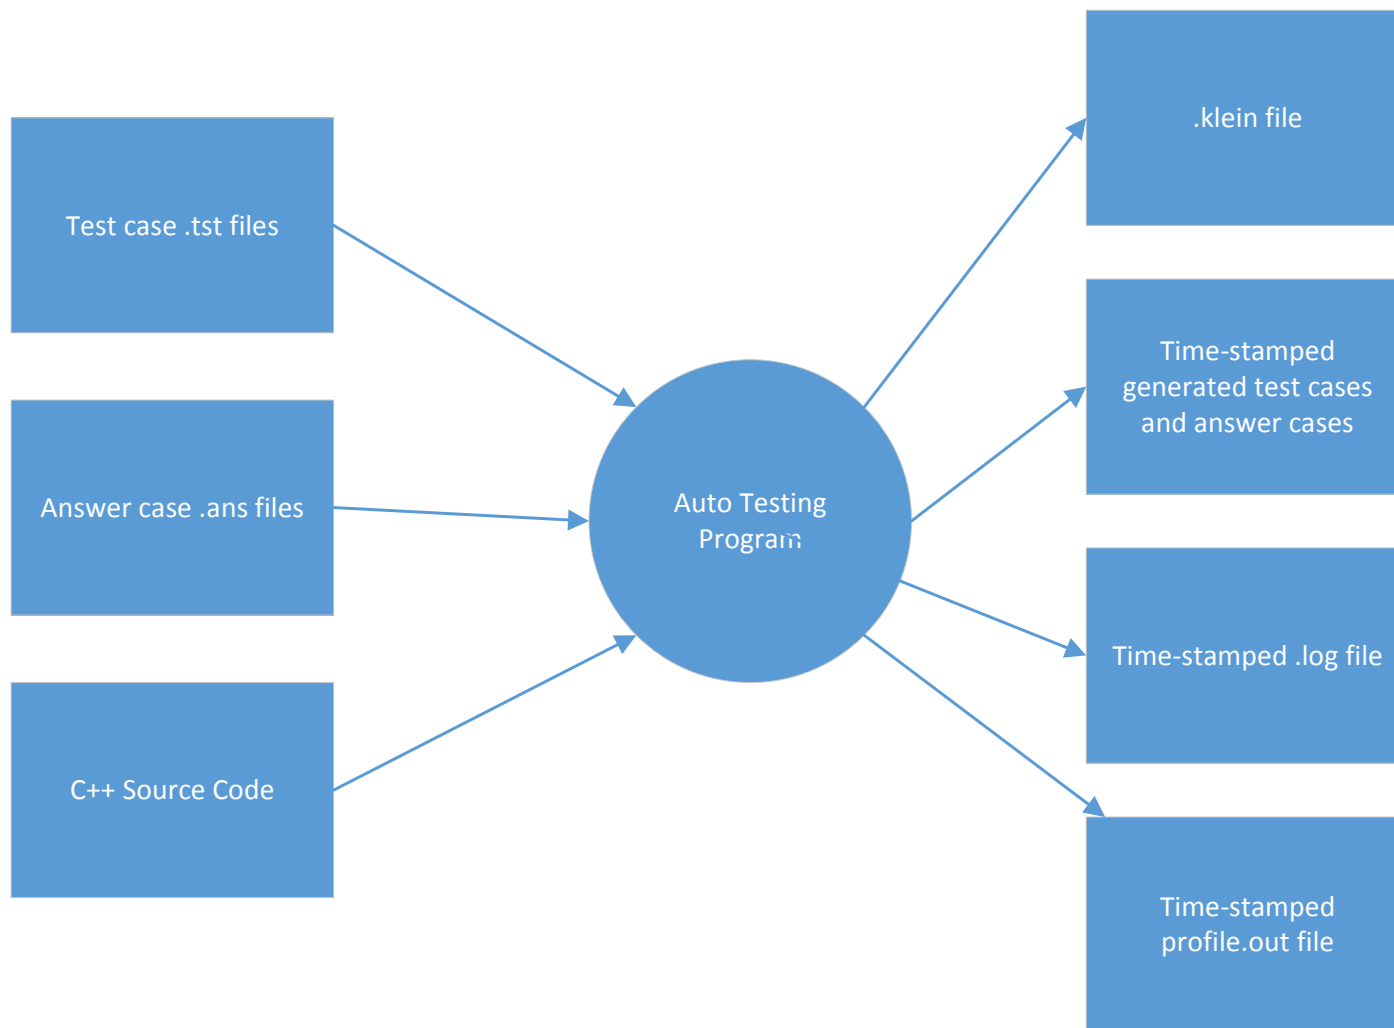 Test case .tst files
Answer case .ans files
C++ Source Code
Auto Testing
Program
.klein file
Time-stamped
generated test cases
and answer cases
Time-stamped .log file
Time-stamped
profile.out file